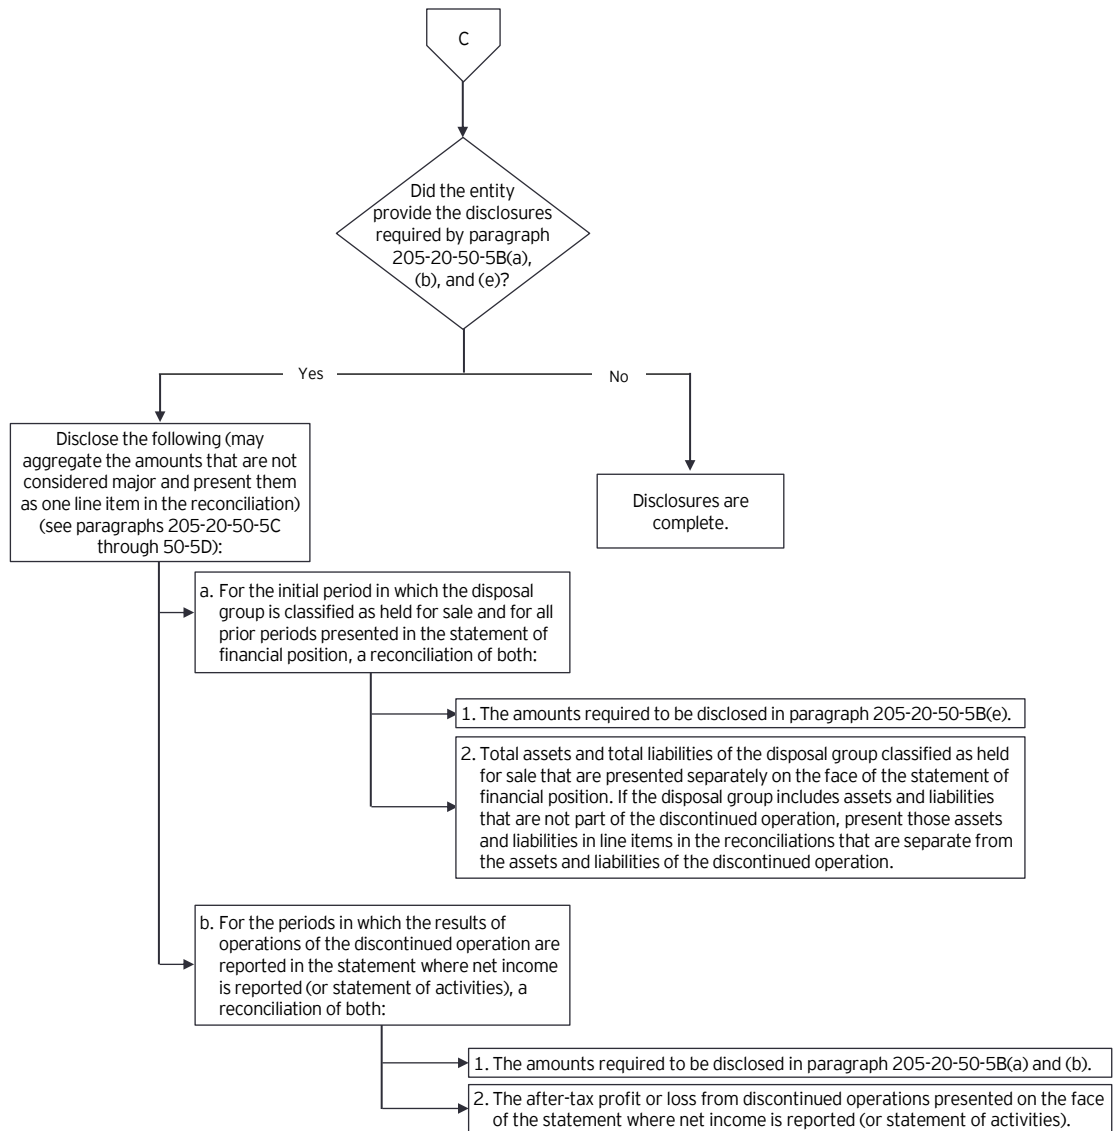 C
Did the entity
provide the disclosures
required by paragraph
205-20-50-5B(a),
(b), and (e)?
Yes
No
Disclose the following (may
aggregate the amounts that are not
considered major and present them
as one line item in the reconciliation)
(see paragraphs 205-20-50-5C
through 50-5D):
Disclosures are
complete.
a. For the initial period in which the disposal
group is classified as held for sale and for all
prior periods presented in the statement of
financial position, a reconciliation of both:
1. The amounts required to be disclosed in paragraph 205-20-50-5B(e).
2. Total assets and total liabilities of the disposal group classified as held
for sale that are presented separately on the face of the statement of
financial position. If the disposal group includes assets and liabilities
that are not part of the discontinued operation, present those assets
and liabilities in line items in the reconciliations that are separate from
the assets and liabilities of the discontinued operation.
b. For the periods in which the results of
operations of the discontinued operation are
reported in the statement where net income
is reported (or statement of activities), a
reconciliation of both:
1. The amounts required to be disclosed in paragraph 205-20-50-5B(a) and (b).
2. The after-tax profit or loss from discontinued operations presented on the face
of the statement where net income is reported (or statement of activities).